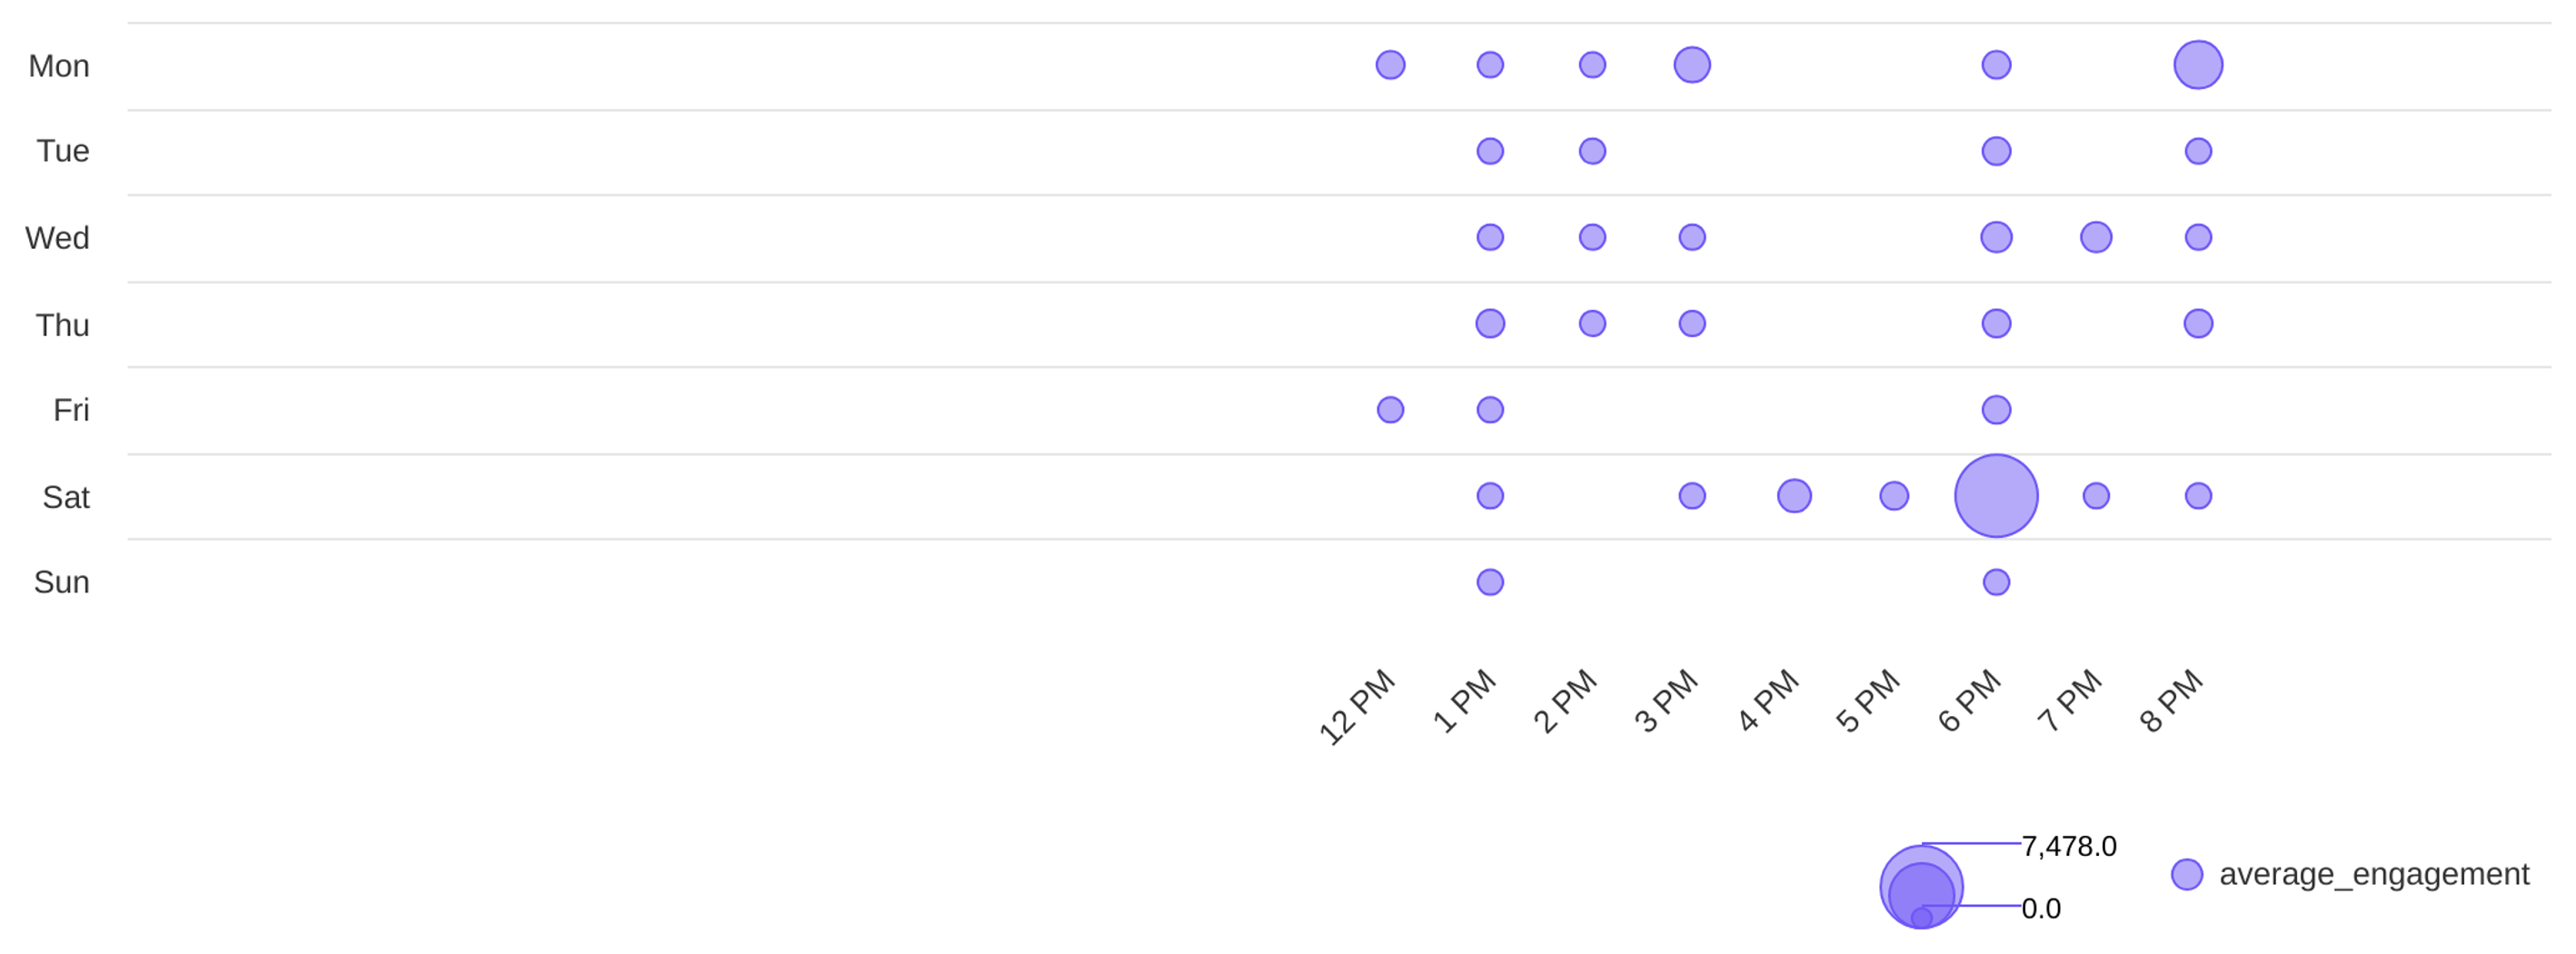 Mon
Tue
Wed
Thu
Fri
Sat
Sun
12 PM
1 PM
2 PM
3 PM
4 PM
5 PM
6 PM
7 PM
8 PM
7,478.0
0.0
average_engagement